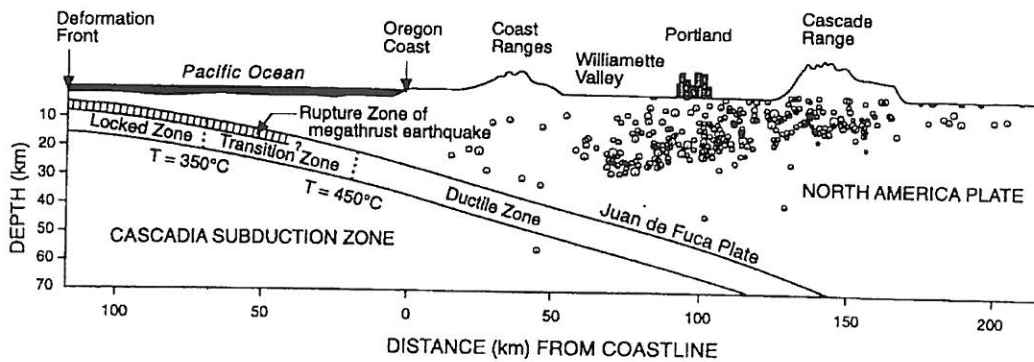 Deformation
Front
Oregon
Coast
Coast
Ranges
Williamette
Valley
Portland
Cascade
Range
Pacific Ocean
Rupture Zone of
megathrust earthquake
Locked Zone
Transition Zone
?
T = 350°C
T = 450°C
Ductile Zone
Juan de Fuca Plate
NORTH AMERICA PLATE
CASCADIA SUBDUCTION ZONE
DEPTH (km)
10
20
30
40
50
60
70
100 50 0 50 100 150 200
DISTANCE (km) FROM COASTLINE